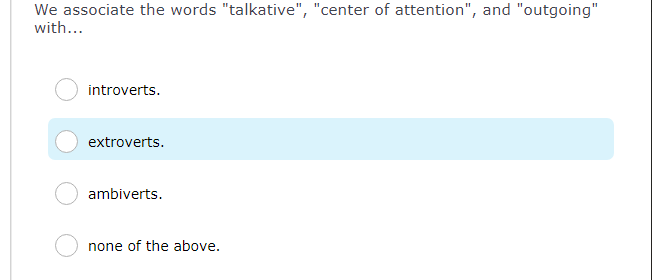 We associate the words "talkative", "center of attention", and "outgoing"
with...
introverts.
extroverts.
ambiverts.
none of the above.